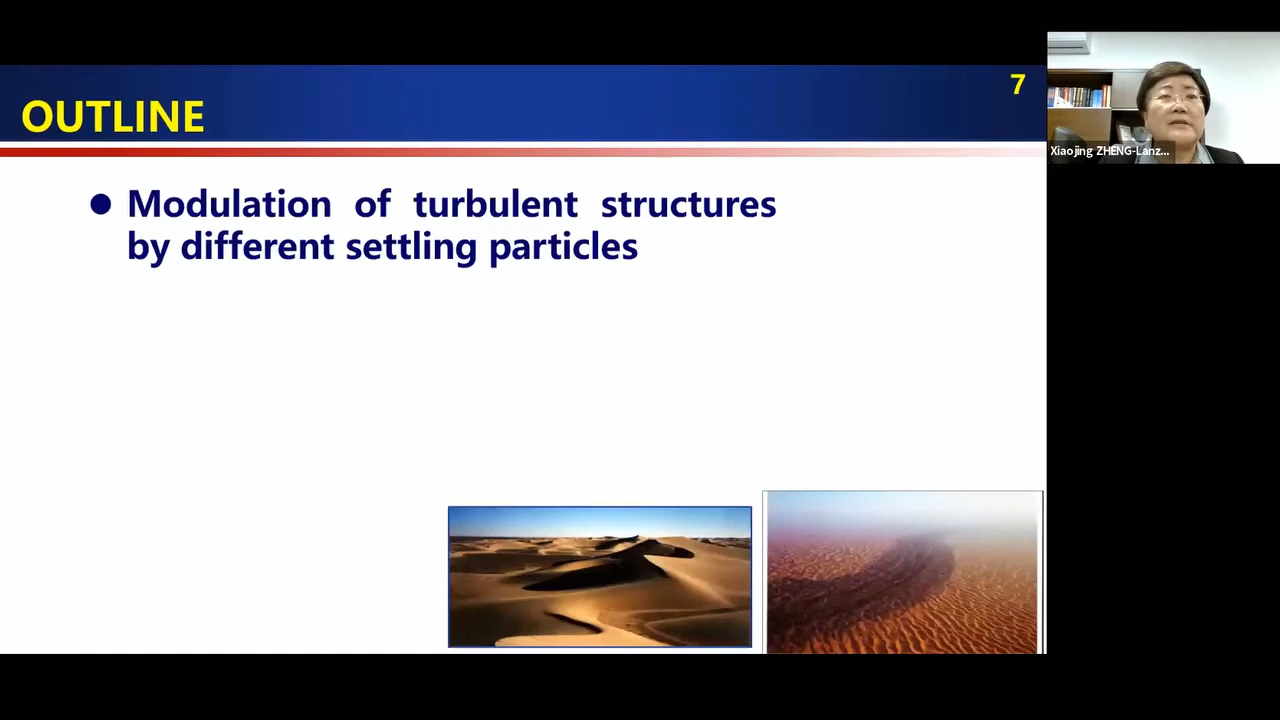 7
OUTLINE
Modulation of turbulent structures
by different settling particles
Xiaojing ZHENG-Lanz...